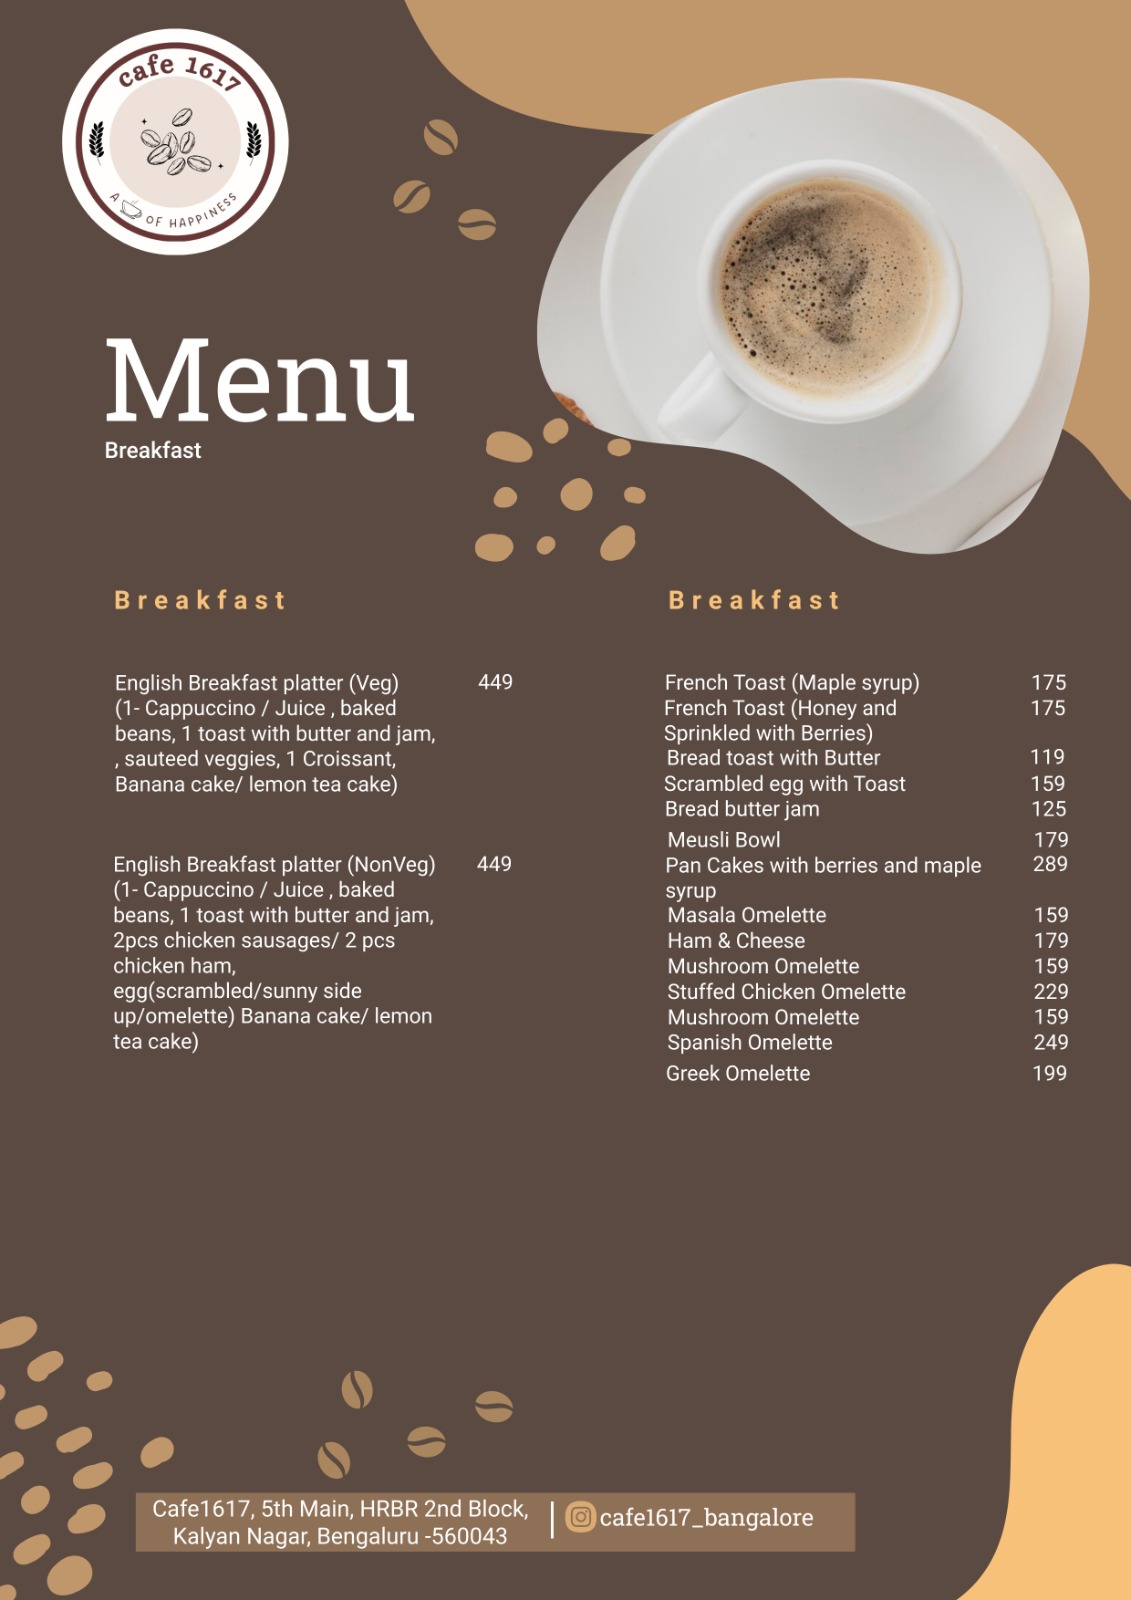 cafe 1617
A OF HAPPINESS
Menu
Breakfast
Breakfast
English Breakfast platter (Veg) 449
(1- Cappuccino / Juice , baked
beans, 1 toast with butter and jam,
, sauteed veggies, 1 Croissant,
Banana cake/ lemon tea cake)
English Breakfast platter (NonVeg) 449
(1- Cappuccino / Juice , baked
beans, 1 toast with butter and jam,
2pcs chicken sausages/ 2 pcs
chicken ham,
egg(scrambled/sunny side
up/omelette) Banana cake/ lemon
tea cake)
Breakfast
French Toast (Maple syrup) 175
French Toast (Honey and 175
Sprinkled with Berries)
Bread toast with Butter 119
Scrambled egg with Toast 159
Bread butter jam 125
Meusli Bowl 179
Pan Cakes with berries and maple 289
syrup
Masala Omelette 159
Ham & Cheese 179
Mushroom Omelette 159
Stuffed Chicken Omelette 229
Mushroom Omelette 159
Spanish Omelette 249
Greek Omelette 199
Cafe1617, 5th Main, HRBR 2nd Block,
Kalyan Nagar, Bengaluru -560043
cafe1617_bangalore